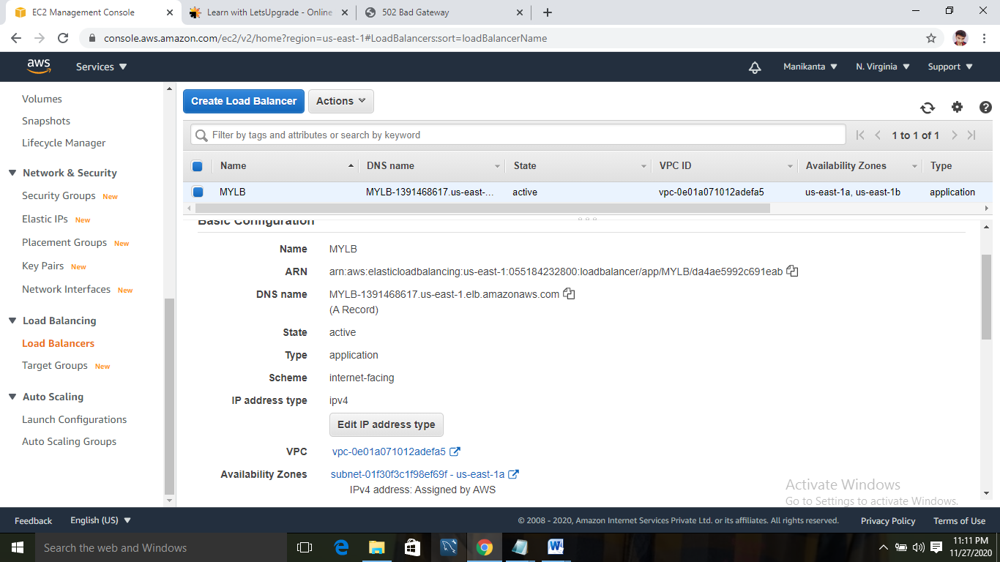 EC2 Management Console
Learn with LetsUpgrade - Online
502 Bad Gateway
console.aws.amazon.com/ec2/v2/home?region=us-east-1#LoadBalancers:sort=loadBalancerName
aws
Services
Manikanta
N. Virginia
Support
Volumes
Snapshots
Lifecycle Manager
Network & Security
Security Groups New
Elastic IPs New
Placement Groups New
Key Pairs New
Network Interfaces New
Load Balancing
Load Balancers
Target Groups New
Auto Scaling
Launch Configurations
Auto Scaling Groups
Create Load Balancer
Actions
Filter by tags and attributes or search by keyword
1 to 1 of 1
Name DNS name State VPC ID Availability Zones Type
MYLB MYLB-1391468617.us-east-... active vpc-0e01a071012adefa5 us-east-1a, us-east-1b application
Basic Configuration
Name MYLB
ARN arn:aws:elasticloadbalancing:us-east-1:055184232800:loadbalancer/app/MYLB/da4ae5992c691eab
DNS name MYLB-1391468617.us-east-1.elb.amazonaws.com
(A Record)
State active
Type application
Scheme internet-facing
IP address type ipv4
Edit IP address type
VPC vpc-0e01a071012adefa5
Availability Zones subnet-01f30f3c1f98ef69f - us-east-1a
IPv4 address: Assigned by AWS
Activate Windows
Go to Settings to activate Windows.
Feedback
English (US)
© 2008 - 2020, Amazon Internet Services Private Ltd. or its affiliates. All rights reserved.
Privacy Policy
Terms of Use
Search the web and Windows
11:11 PM
11/27/2020